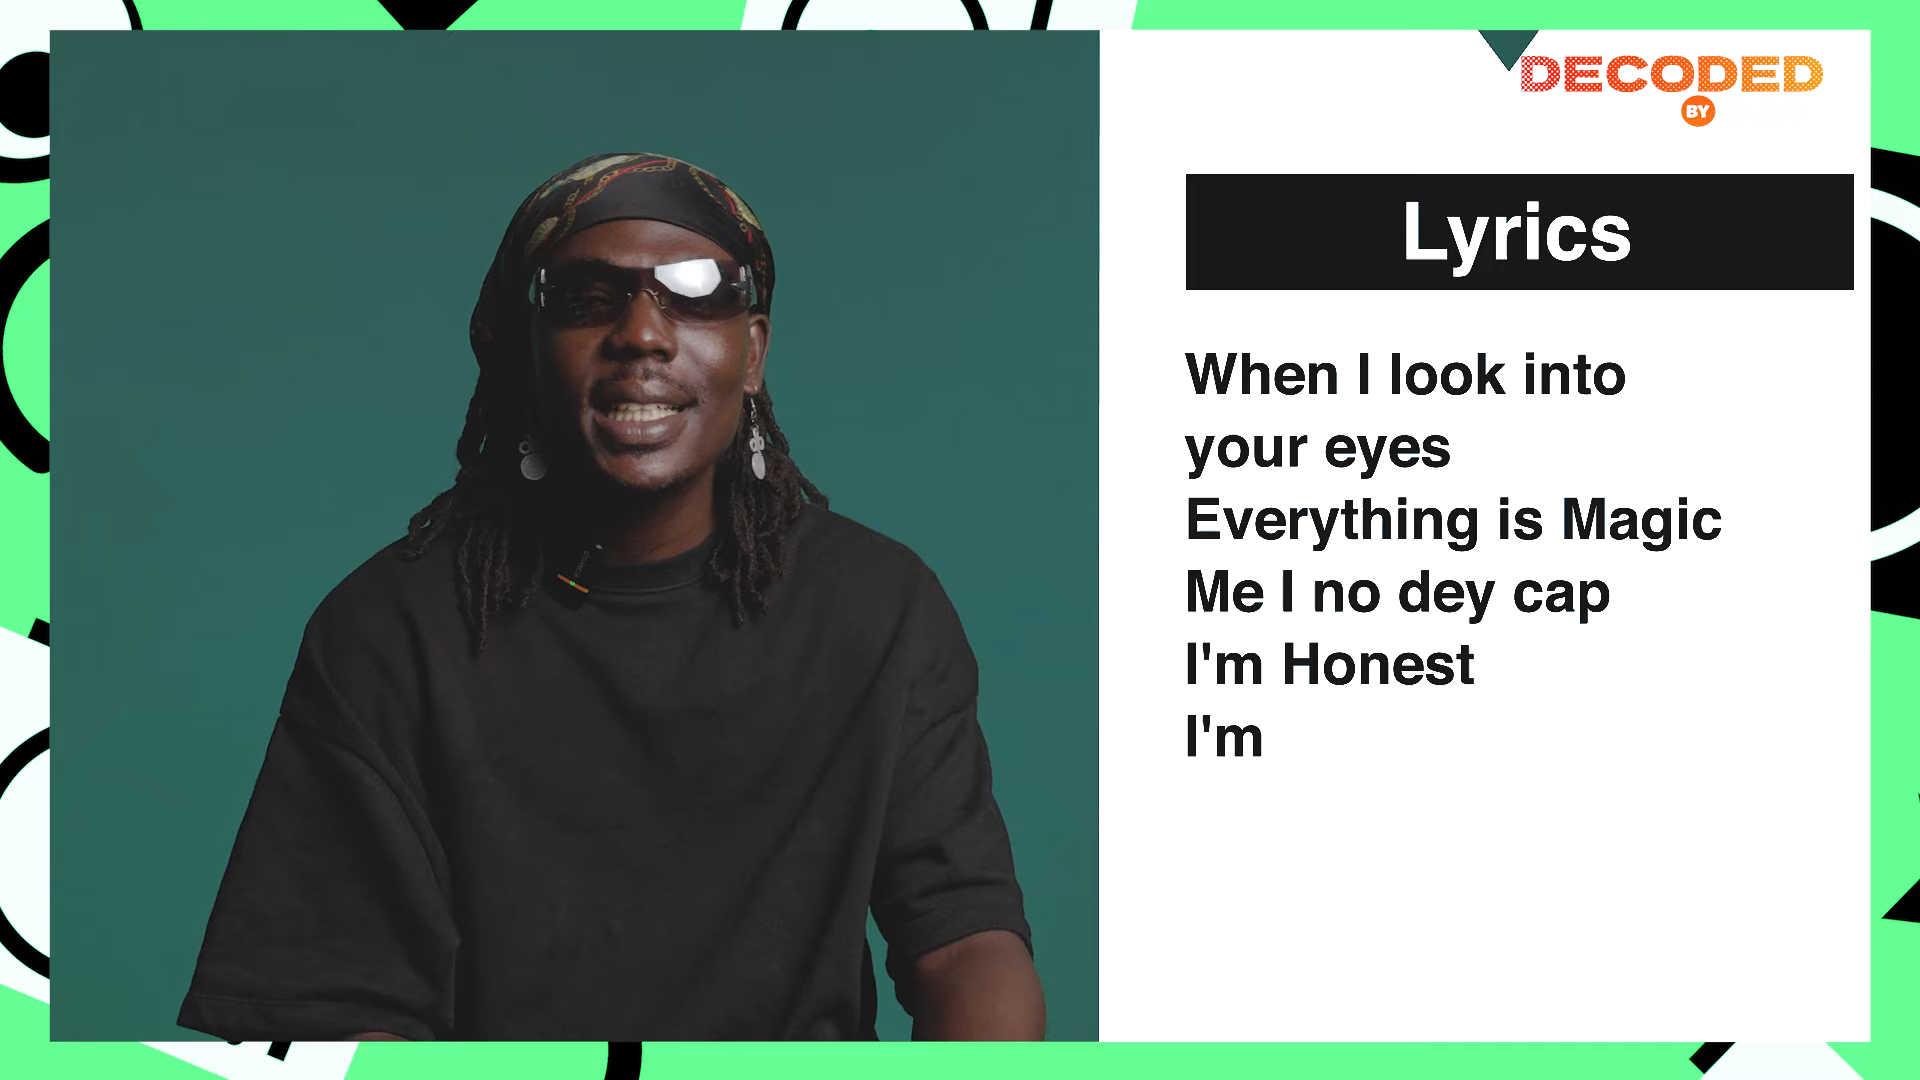 DECODED
BY
Lyrics
When I look into
your eyes
Everything is Magic
Me I no dey cap
I'm Honest
I'm